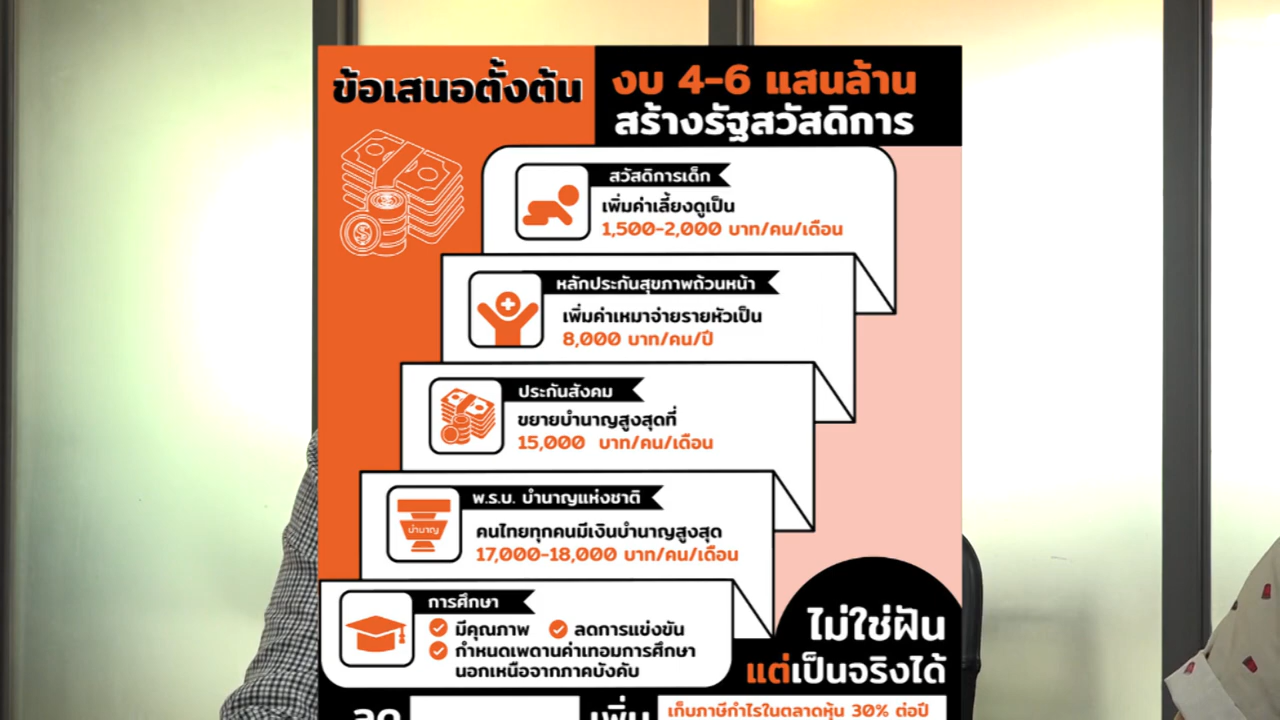 ข้อเสนอตั้งต้น
งบ 4-6 แสนล้าน
สร้างรัฐสวัสดิการ
สวัสดิการเด็ก
เพิ่มค่าเลี้ยงดูเป็น
1,500-2,000 บาท/คน/เดือน
หลักประกันสุขภาพถ้วนหน้า
เพิ่มค่าเหมาจ่ายรายหัวเป็น
8,000 บาท/คน/ปี
ประกันสังคม
ขยายบำนาญสูงสุดที่
15,000 บาท/คน/เดือน
พ.ร.บ. บำนาญแห่งชาติ
บำนาญ
คนไทยทุกคนมีเงินบำนาญสูงสุด
17,000-18,000 บาท/คน/เดือน
การศึกษา
มีคุณภาพ ลดการแข่งขัน
กำหนดเพดานค่าเทอมการศึกษา
นอกเหนือจากภาคบังคับ
ไม่ใช่ฝัน
แต่เป็นจริงได้
ลด เพิ่ม
เก็บภาษีกำไรในตลาดหุ้น 30% ต่อปี